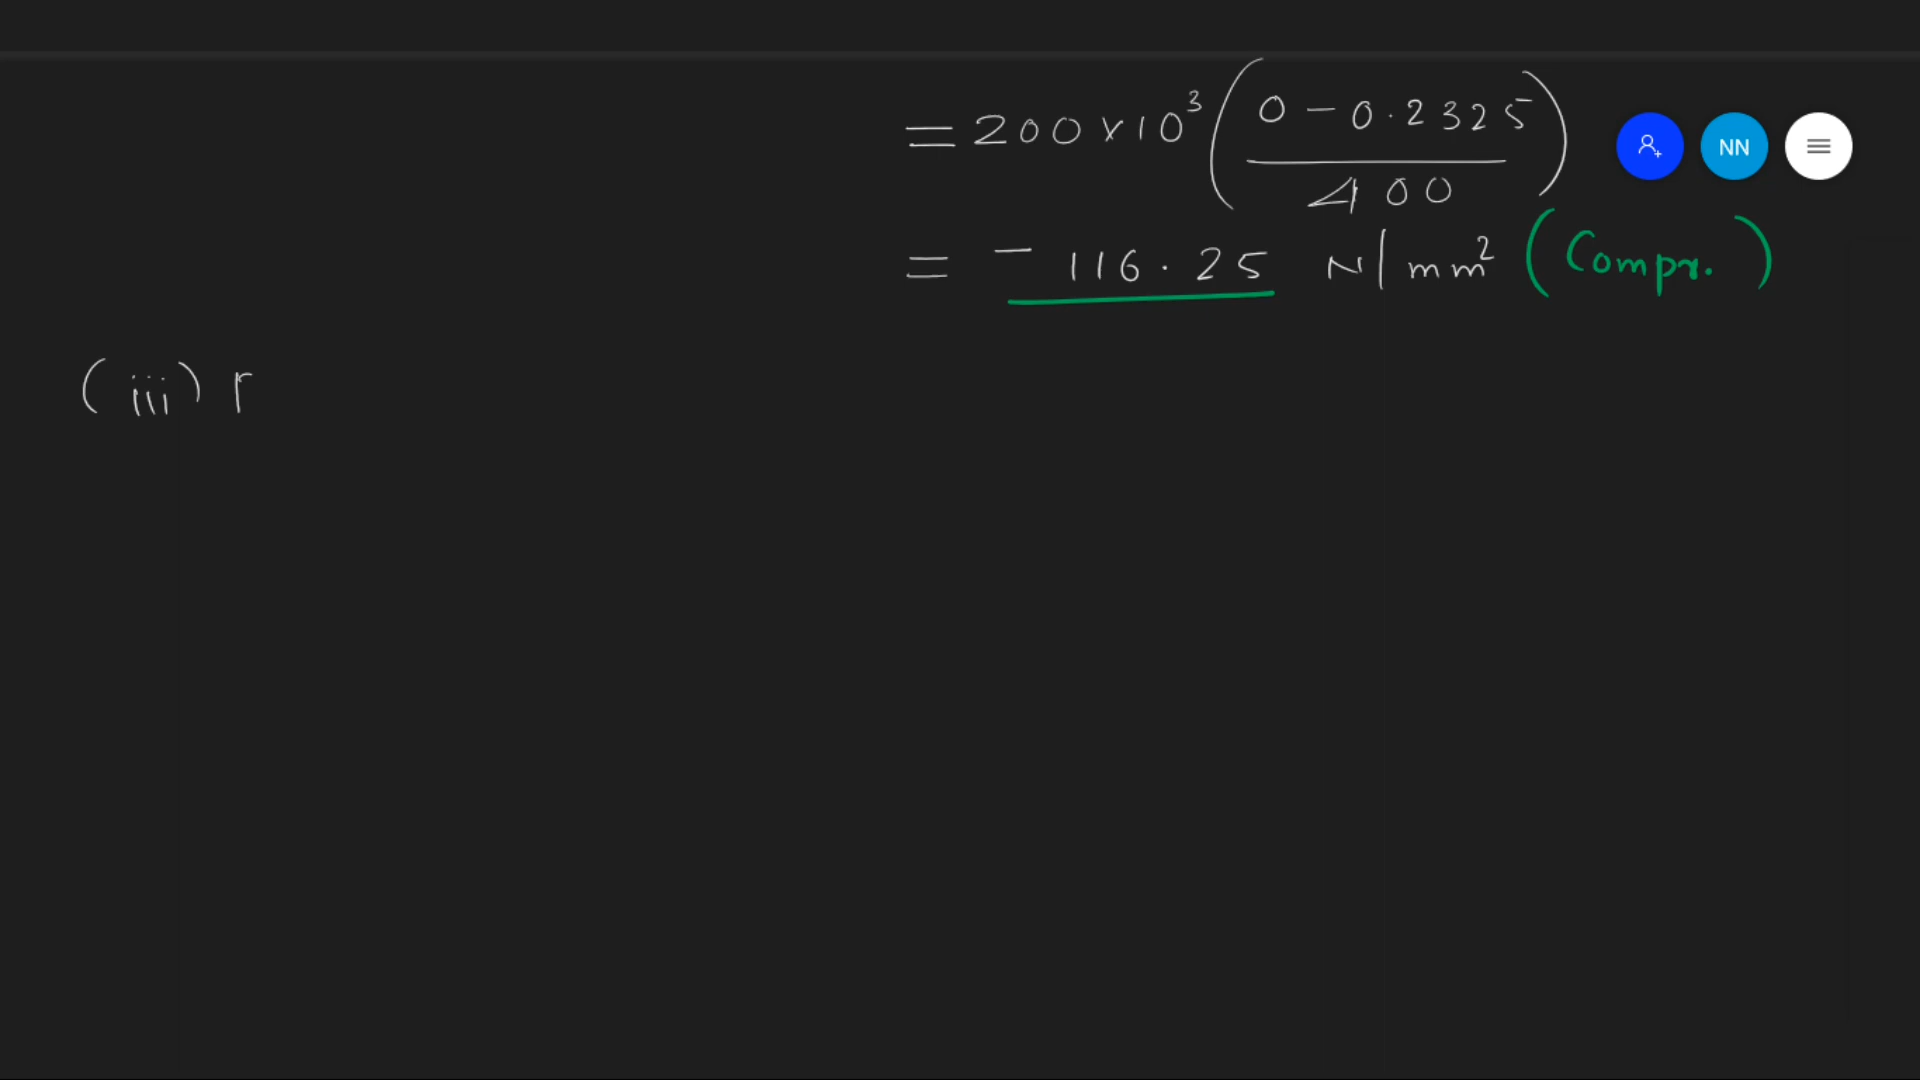 = 200 × 10³ ( 0 - 0.2325 / 400 )
NN
= - 116.25 N/mm² (Compr.)
(iii)